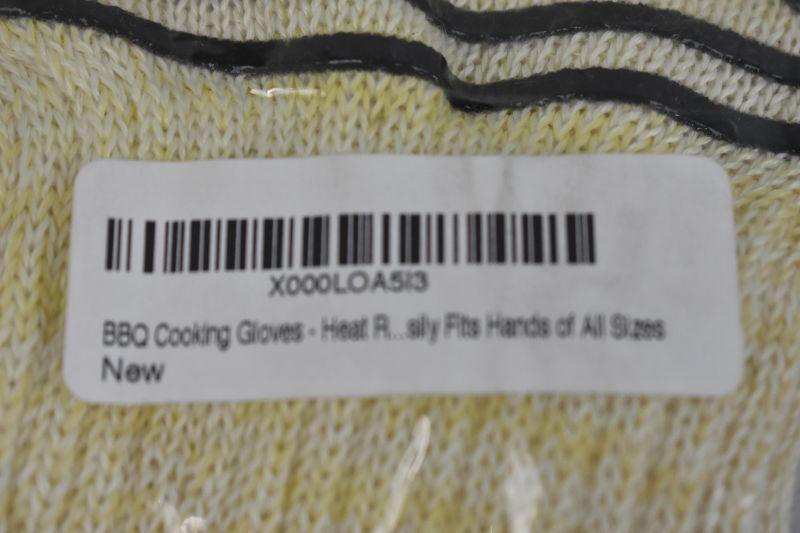 X000LOA5I3
BBQ Cooking Gloves - Heat R...sily Fits Hands of All Sizes
New